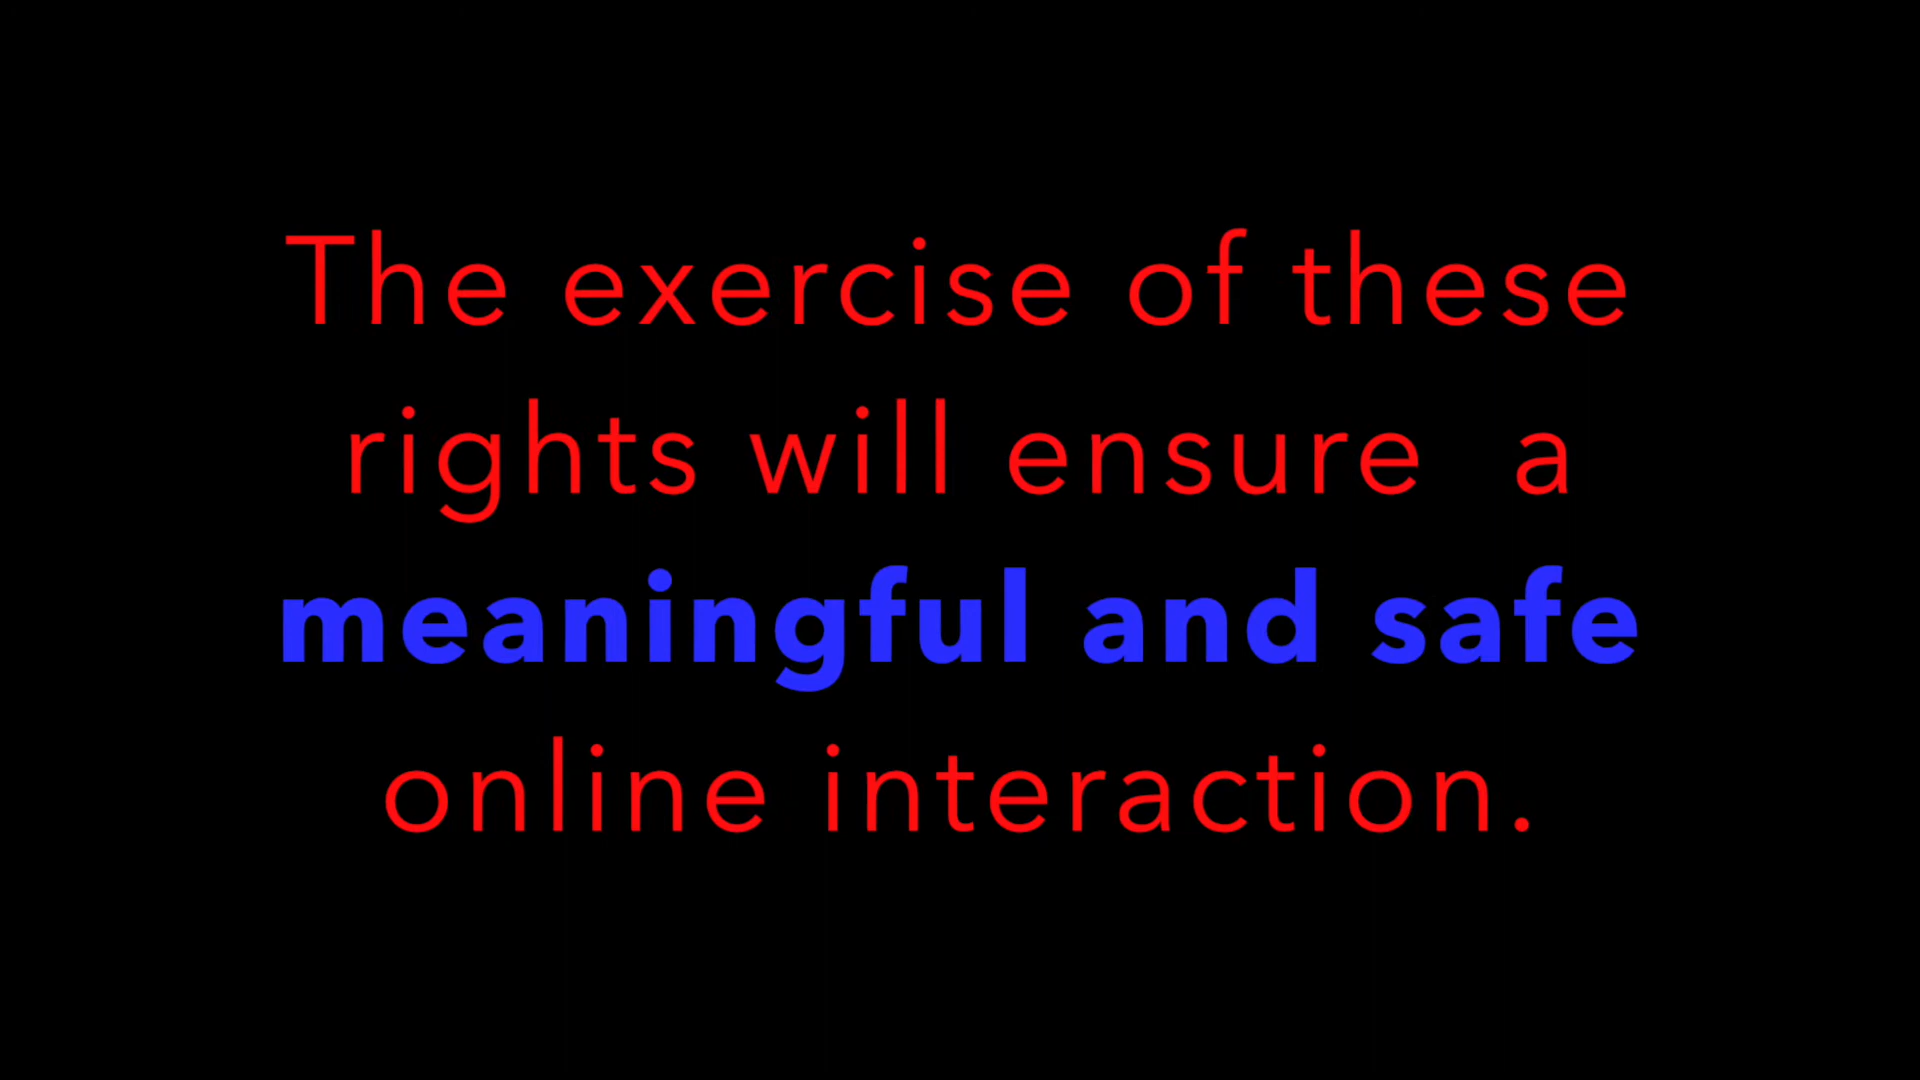 The exercise of these
rights will ensure  a
meaningful and safe
online interaction.